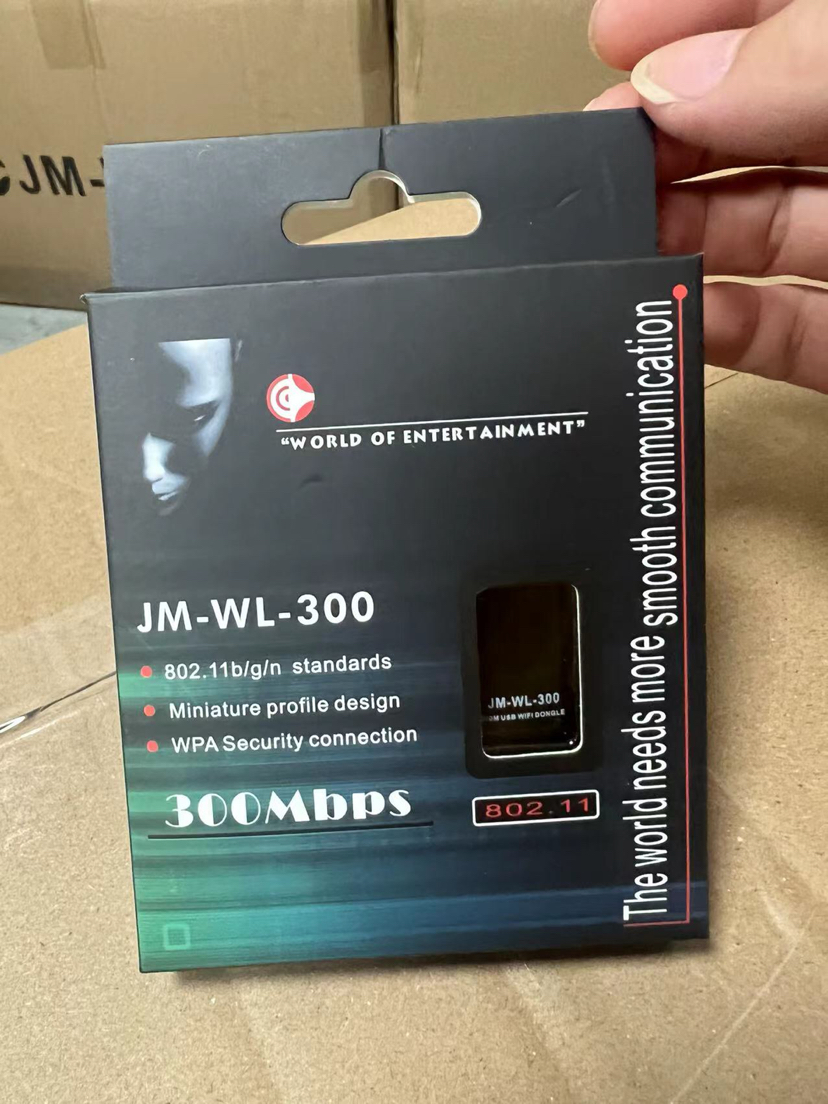 JM-
"WORLD OF ENTERTAINMENT"
The world needs more smooth communication
JM-WL-300
802.11b/g/n standards
Miniature profile design
WPA Security connection
300Mbps
JM-WL-300
USB WIFI DONGLE
802.11